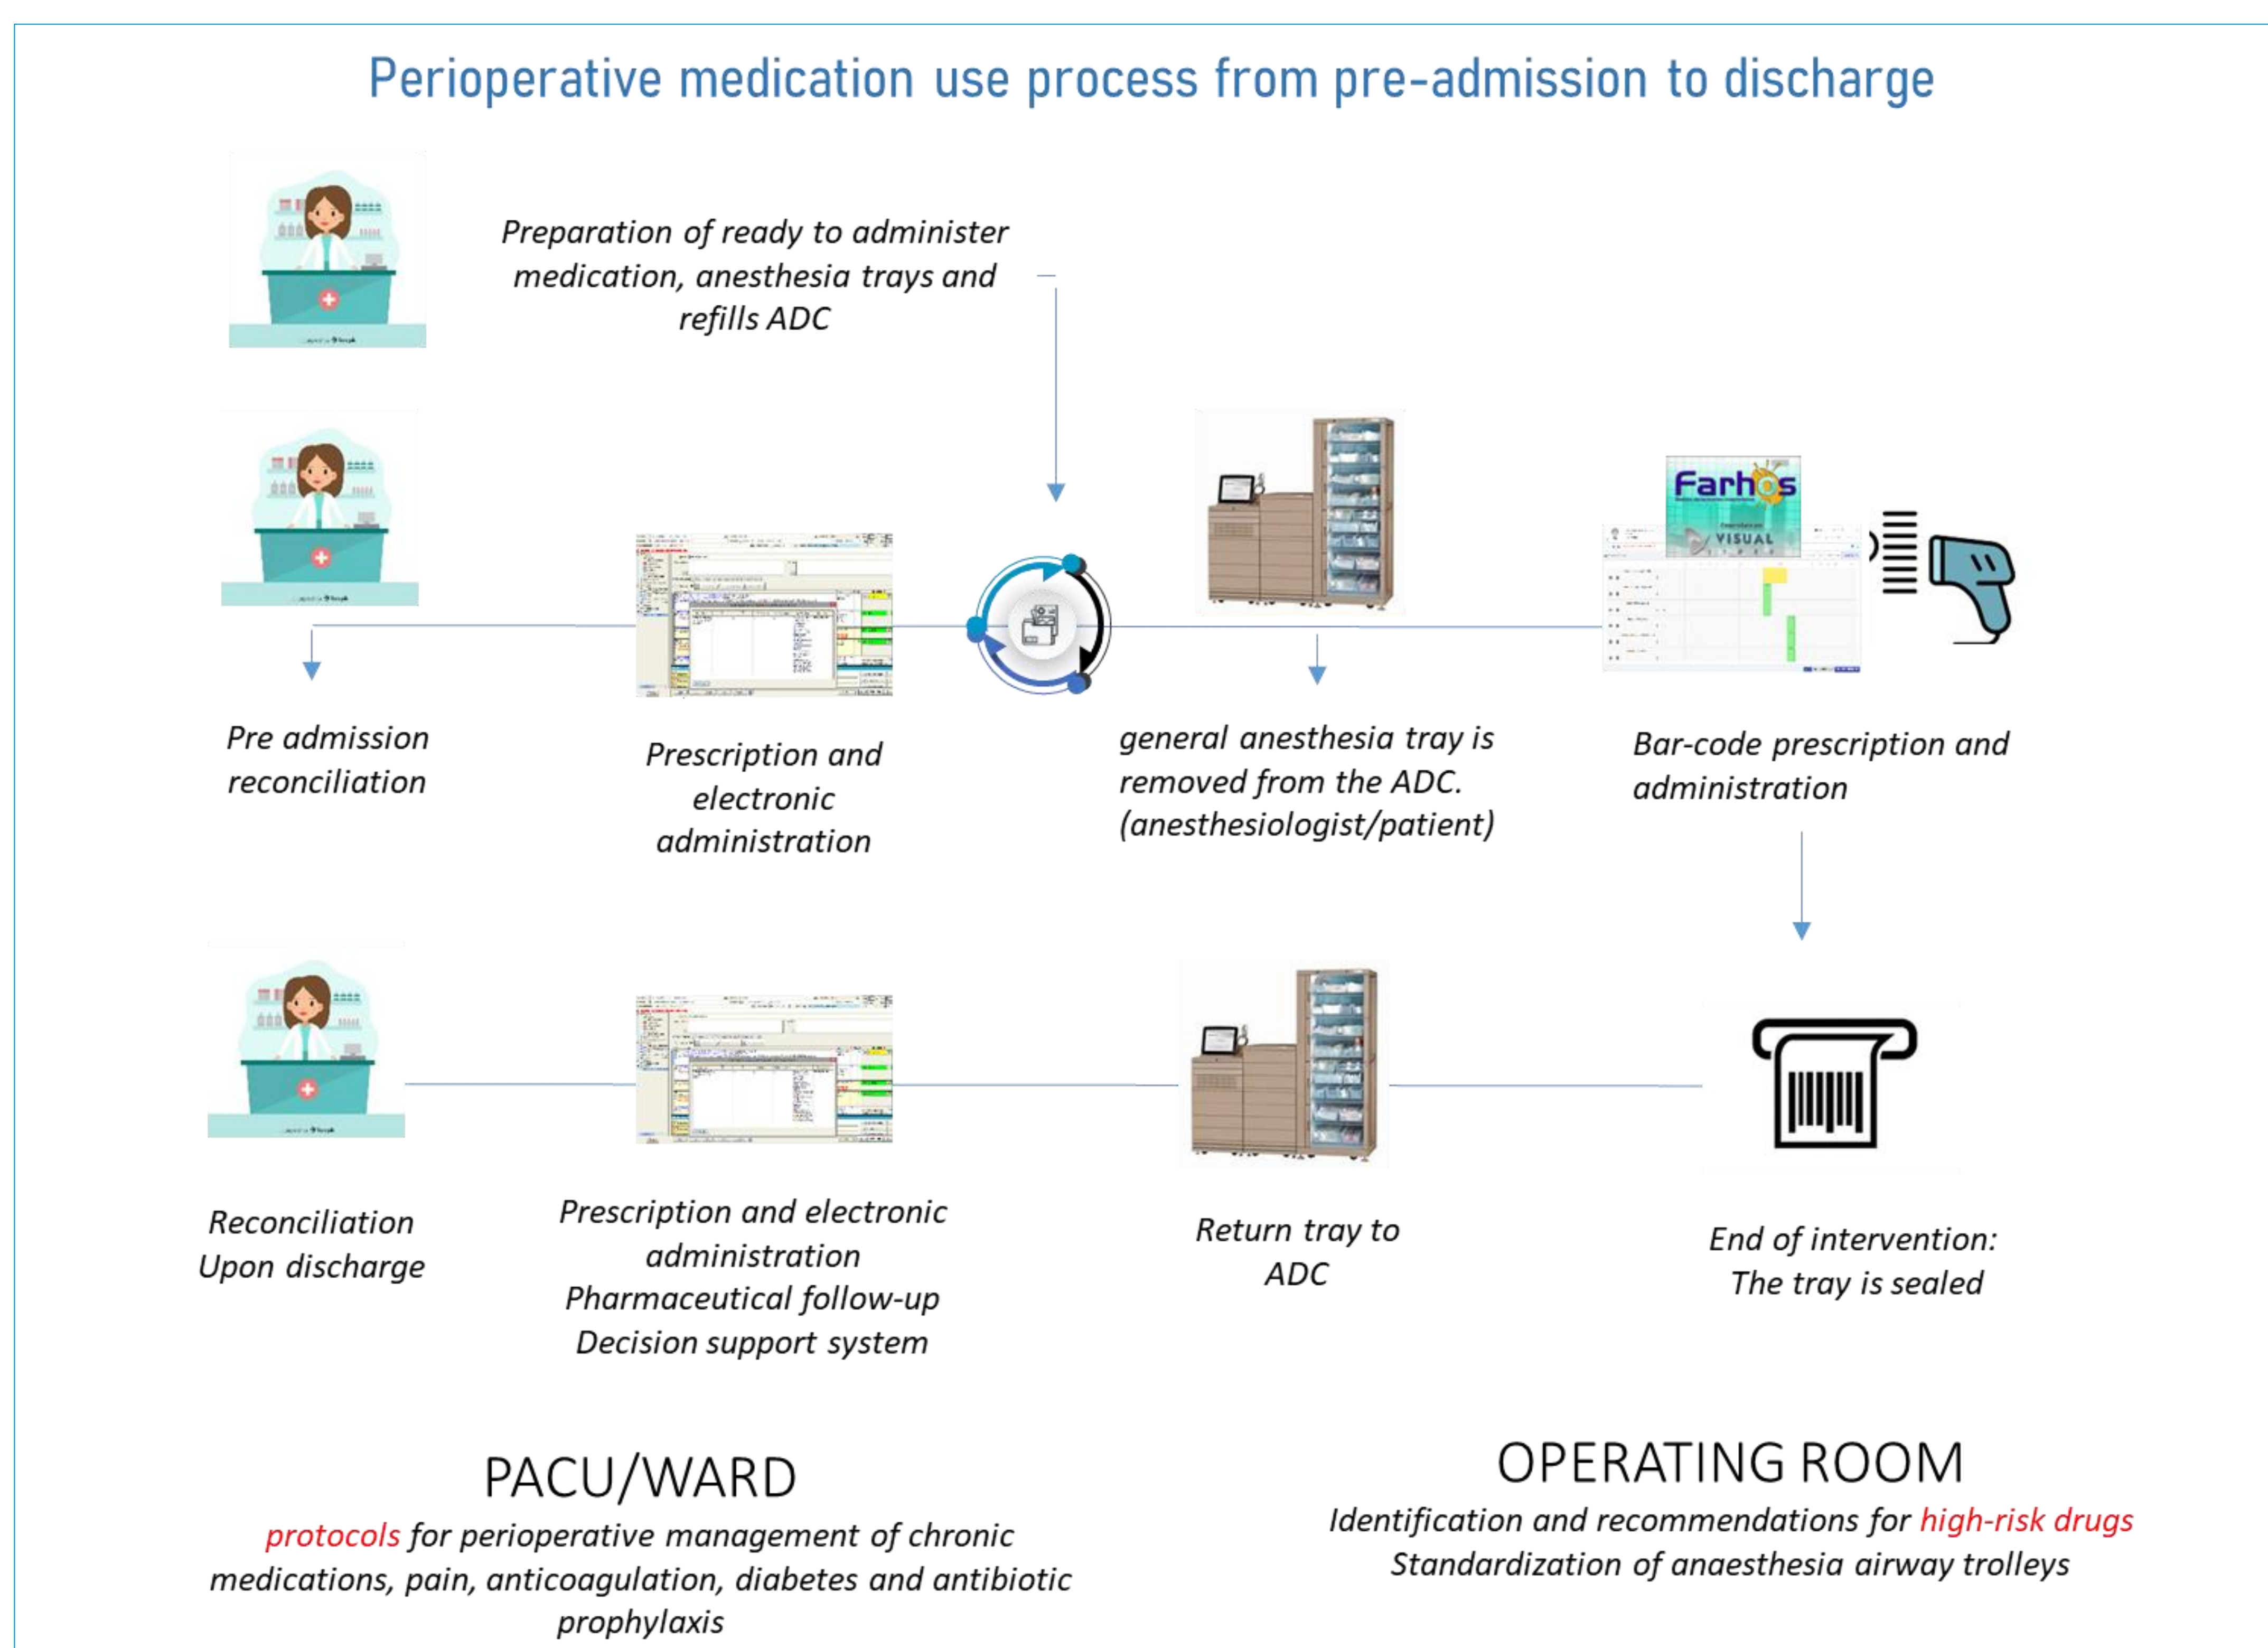 Perioperative medication use process from pre-admission to discharge
Preparation of ready to administer
medication, anesthesia trays and
refills ADC
Farhos
VISUAL
Pre admission
reconciliation
Prescription and
electronic
administration
general anesthesia tray is
removed from the ADC.
(anesthesiologist/patient)
Bar-code prescription and
administration
Reconciliation
Upon discharge
Prescription and electronic
administration
Pharmaceutical follow-up
Decision support system
Return tray to
ADC
End of intervention:
The tray is sealed
PACU/WARD
protocols for perioperative management of chronic
medications, pain, anticoagulation, diabetes and antibiotic
prophylaxis
OPERATING ROOM
Identification and recommendations for high-risk drugs
Standardization of anaesthesia airway trolleys